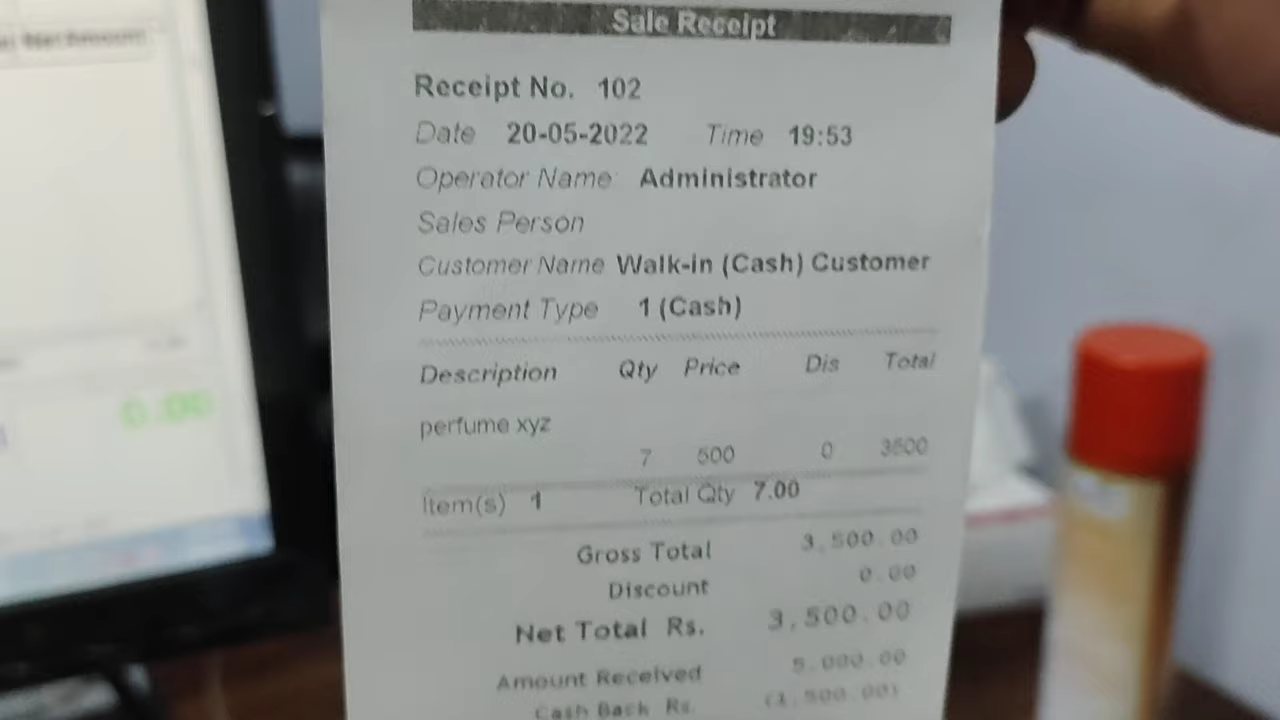 Sale Receipt
Receipt No. 102
Date 20-05-2022 Time 19:53
Operator Name Administrator
Sales Person
Customer Name Walk-in (Cash) Customer
Payment Type 1 (Cash)
Description Qty Price Dis Total
perfume xyz
7 500 0 3500
Item(s) 1 Total Qty 7.00
Gross Total 3,500.00
Discount 0.00
Net Total Rs. 3,500.00
Amount Received 5,000.00
Cash Back Rs. (1,500.00)
0.00